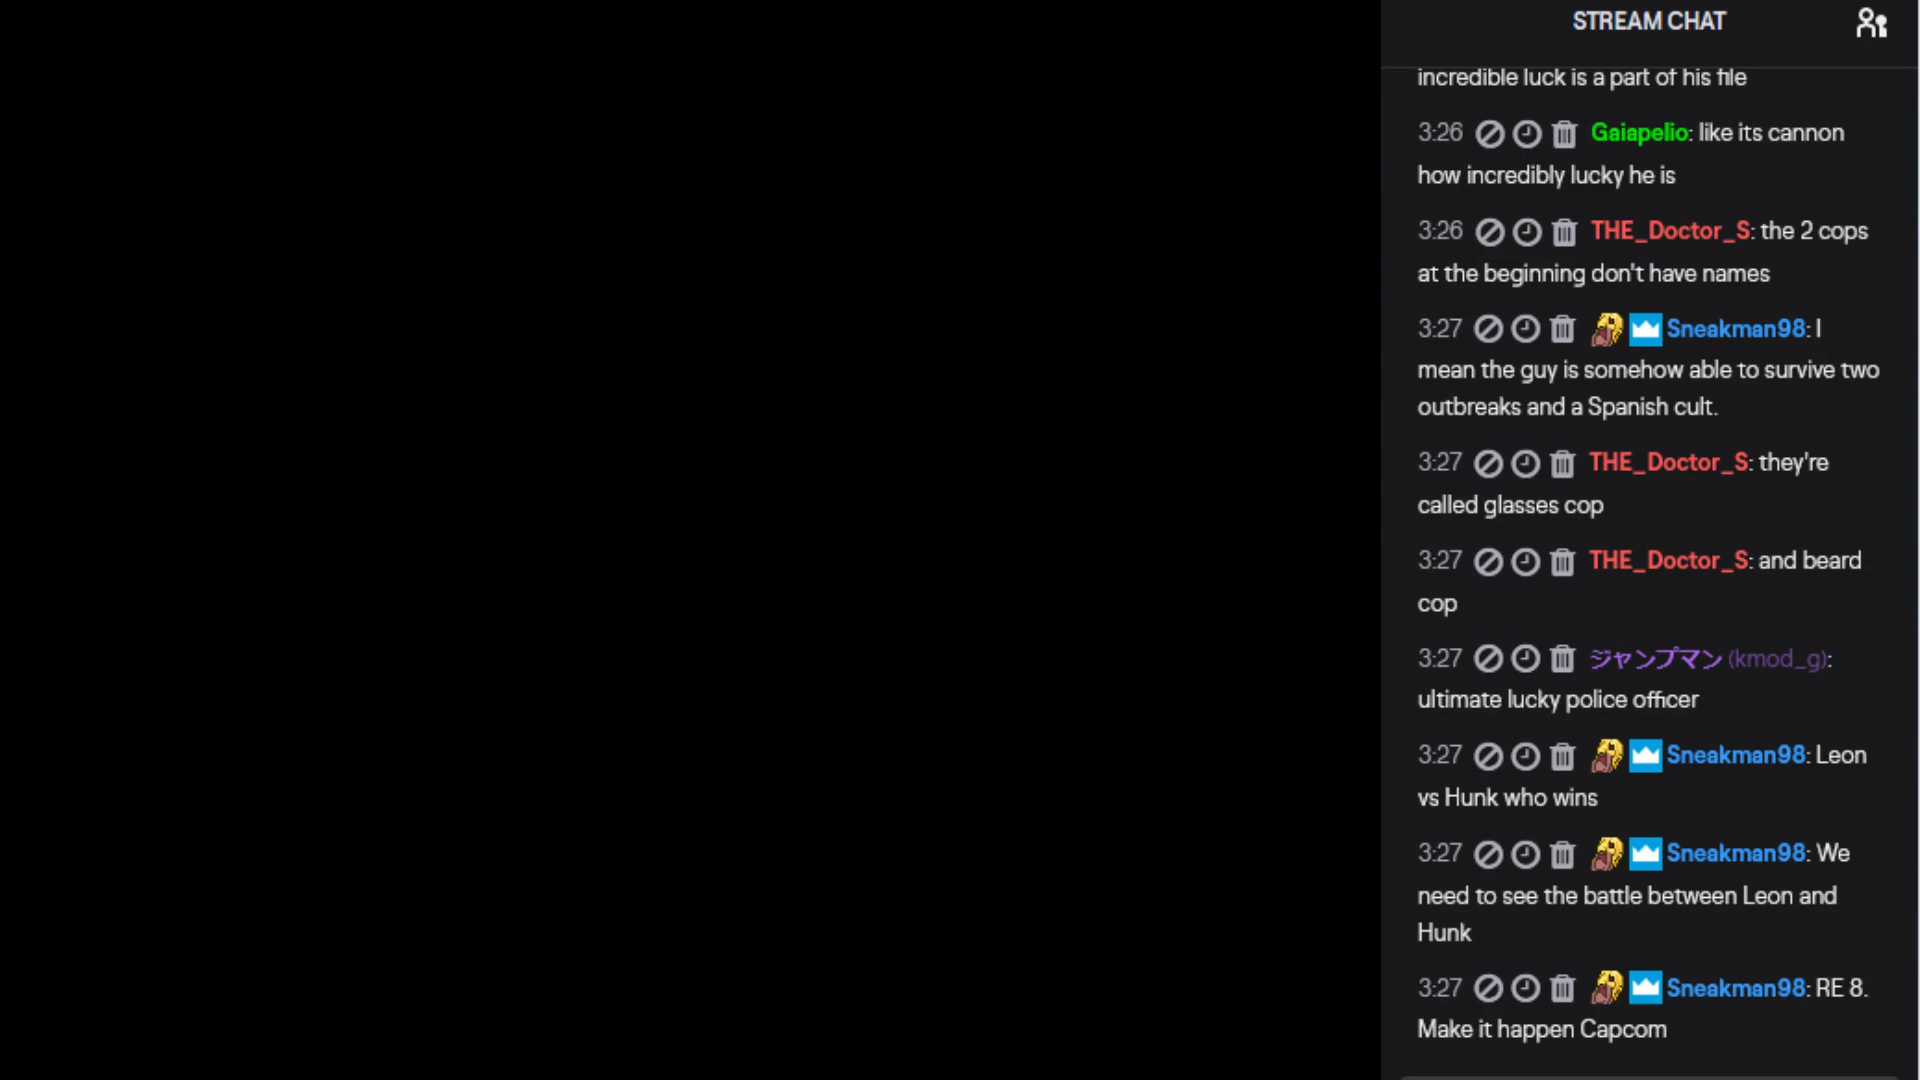 STREAM CHAT
incredible luck is a part of his file
3:26 Gaiapelio: like its cannon
how incredibly lucky he is
3:26 THE_Doctor_S: the 2 cops
at the beginning don't have names
3:27 Sneakman98: I
mean the guy is somehow able to survive two
outbreaks and a Spanish cult.
3:27 THE_Doctor_S: they're
called glasses cop
3:27 THE_Doctor_S: and beard
cop
3:27 ジャンプマン (kmod_g):
ultimate lucky police officer
3:27 Sneakman98: Leon
vs Hunk who wins
3:27 Sneakman98: We
need to see the battle between Leon and
Hunk
3:27 Sneakman98: RE 8.
Make it happen Capcom